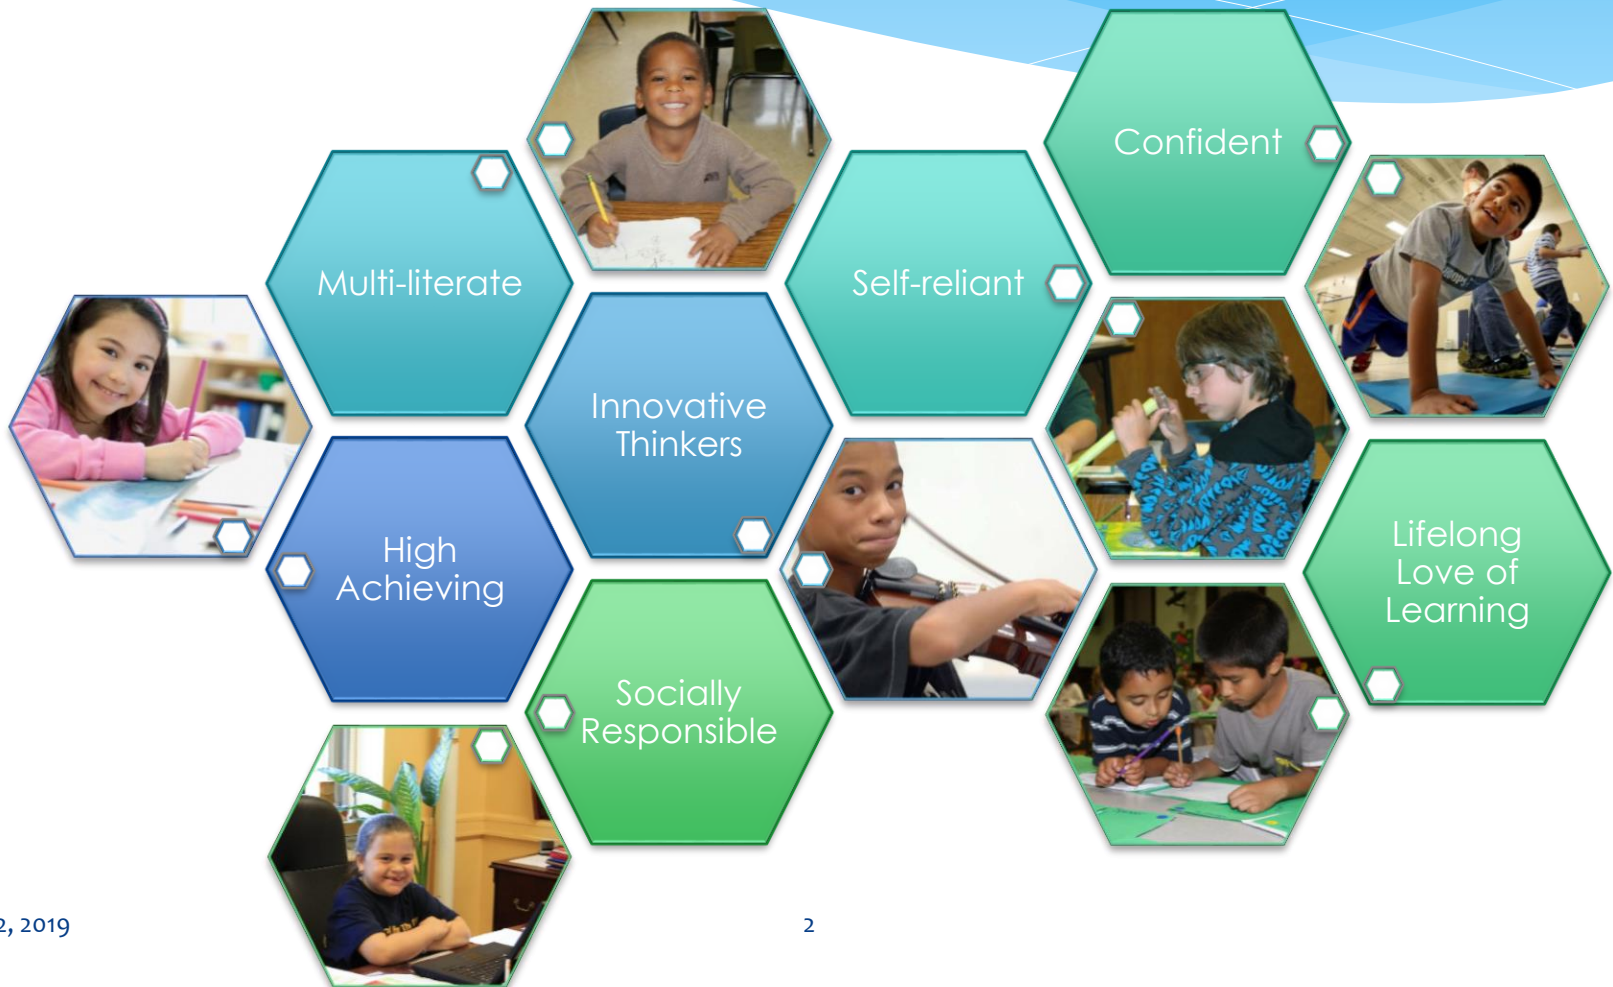 Confident
Multi-literate
Self-reliant
Innovative
Thinkers
High
Achieving
Lifelong
Love of
Learning
Socially
Responsible
2, 2019
2